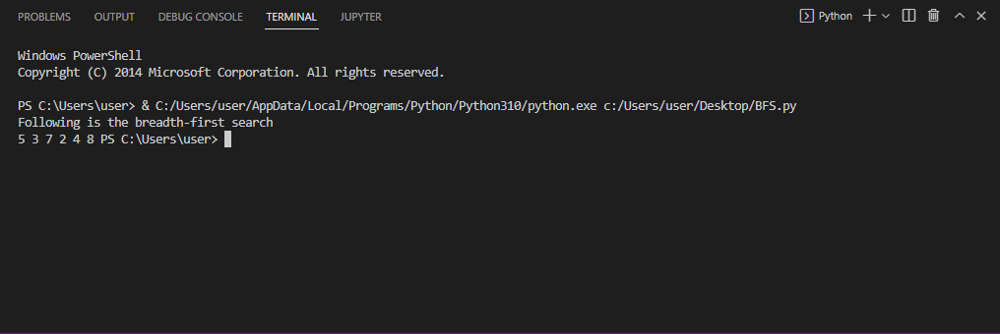 PROBLEMS OUTPUT DEBUG CONSOLE TERMINAL JUPYTER Python
Windows PowerShell
Copyright (C) 2014 Microsoft Corporation. All rights reserved.
PS C:\Users\user> & C:/Users/user/AppData/Local/Programs/Python/Python310/python.exe c:/Users/user/Desktop/BFS.py
Following is the breadth-first search
5 3 7 2 4 8 PS C:\Users\user>